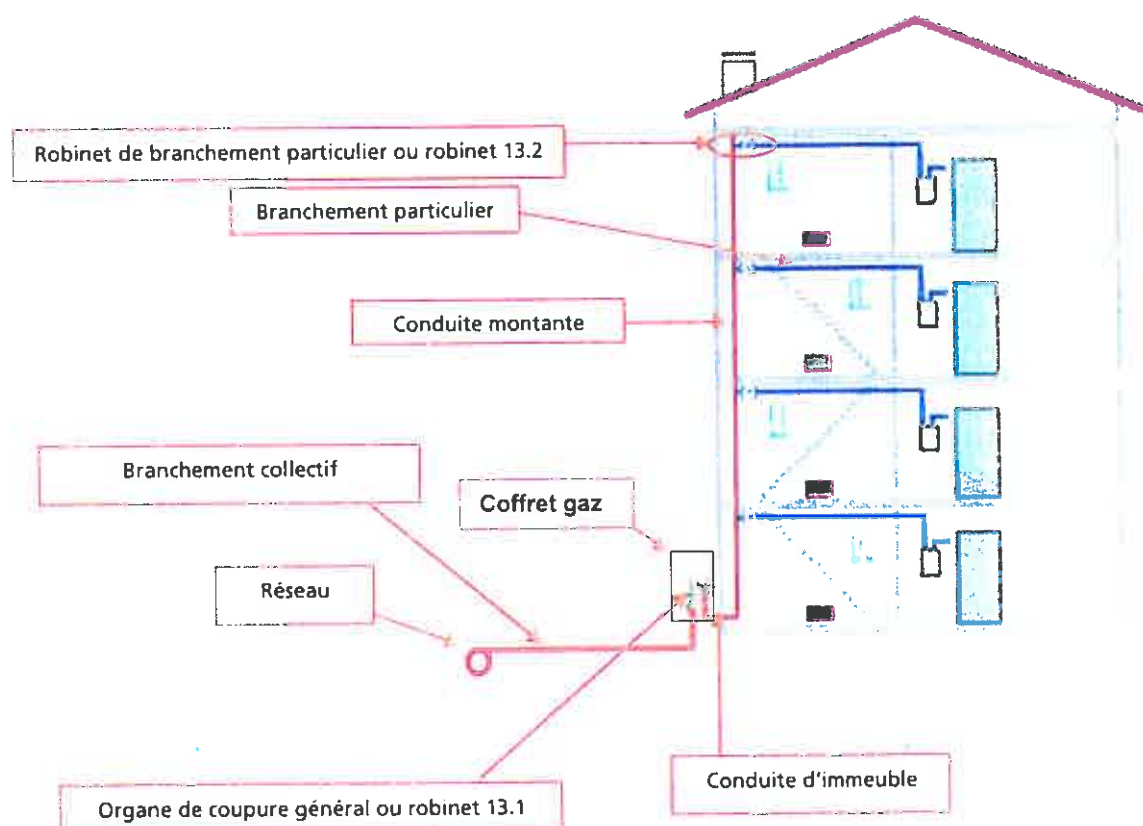 Robinet de branchement particulier ou robinet 13.2
Branchement particulier
Conduite montante
Branchement collectif
Coffret gaz
Réseau
Conduite d'immeuble
Organe de coupure général ou robinet 13.1